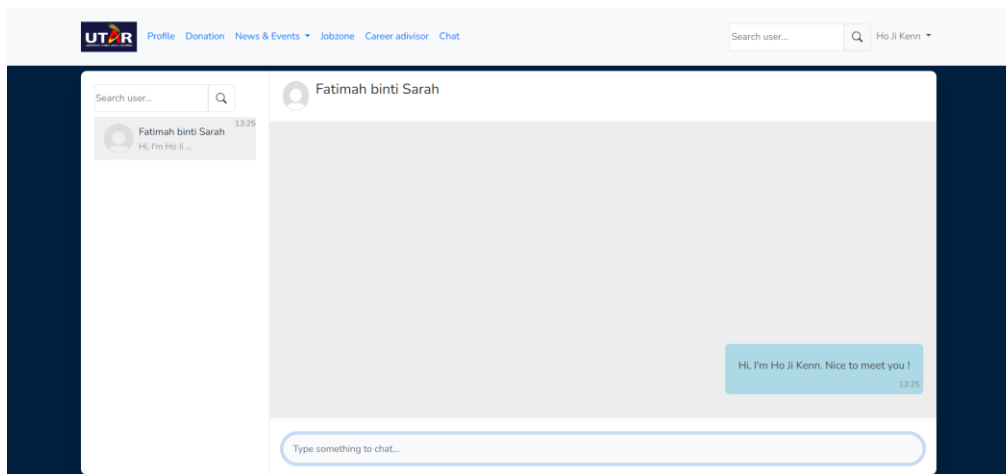 UTAR
Profile Donation News & Events Jobzone Career adivisor Chat
Search user...
Ho Ji Kenn
Search user...
Fatimah binti Sarah
13:25
Hi, I'm Ho Ji ...
Fatimah binti Sarah
Hi, I'm Ho Ji Kenn. Nice to meet you !
13:25
Type something to chat...